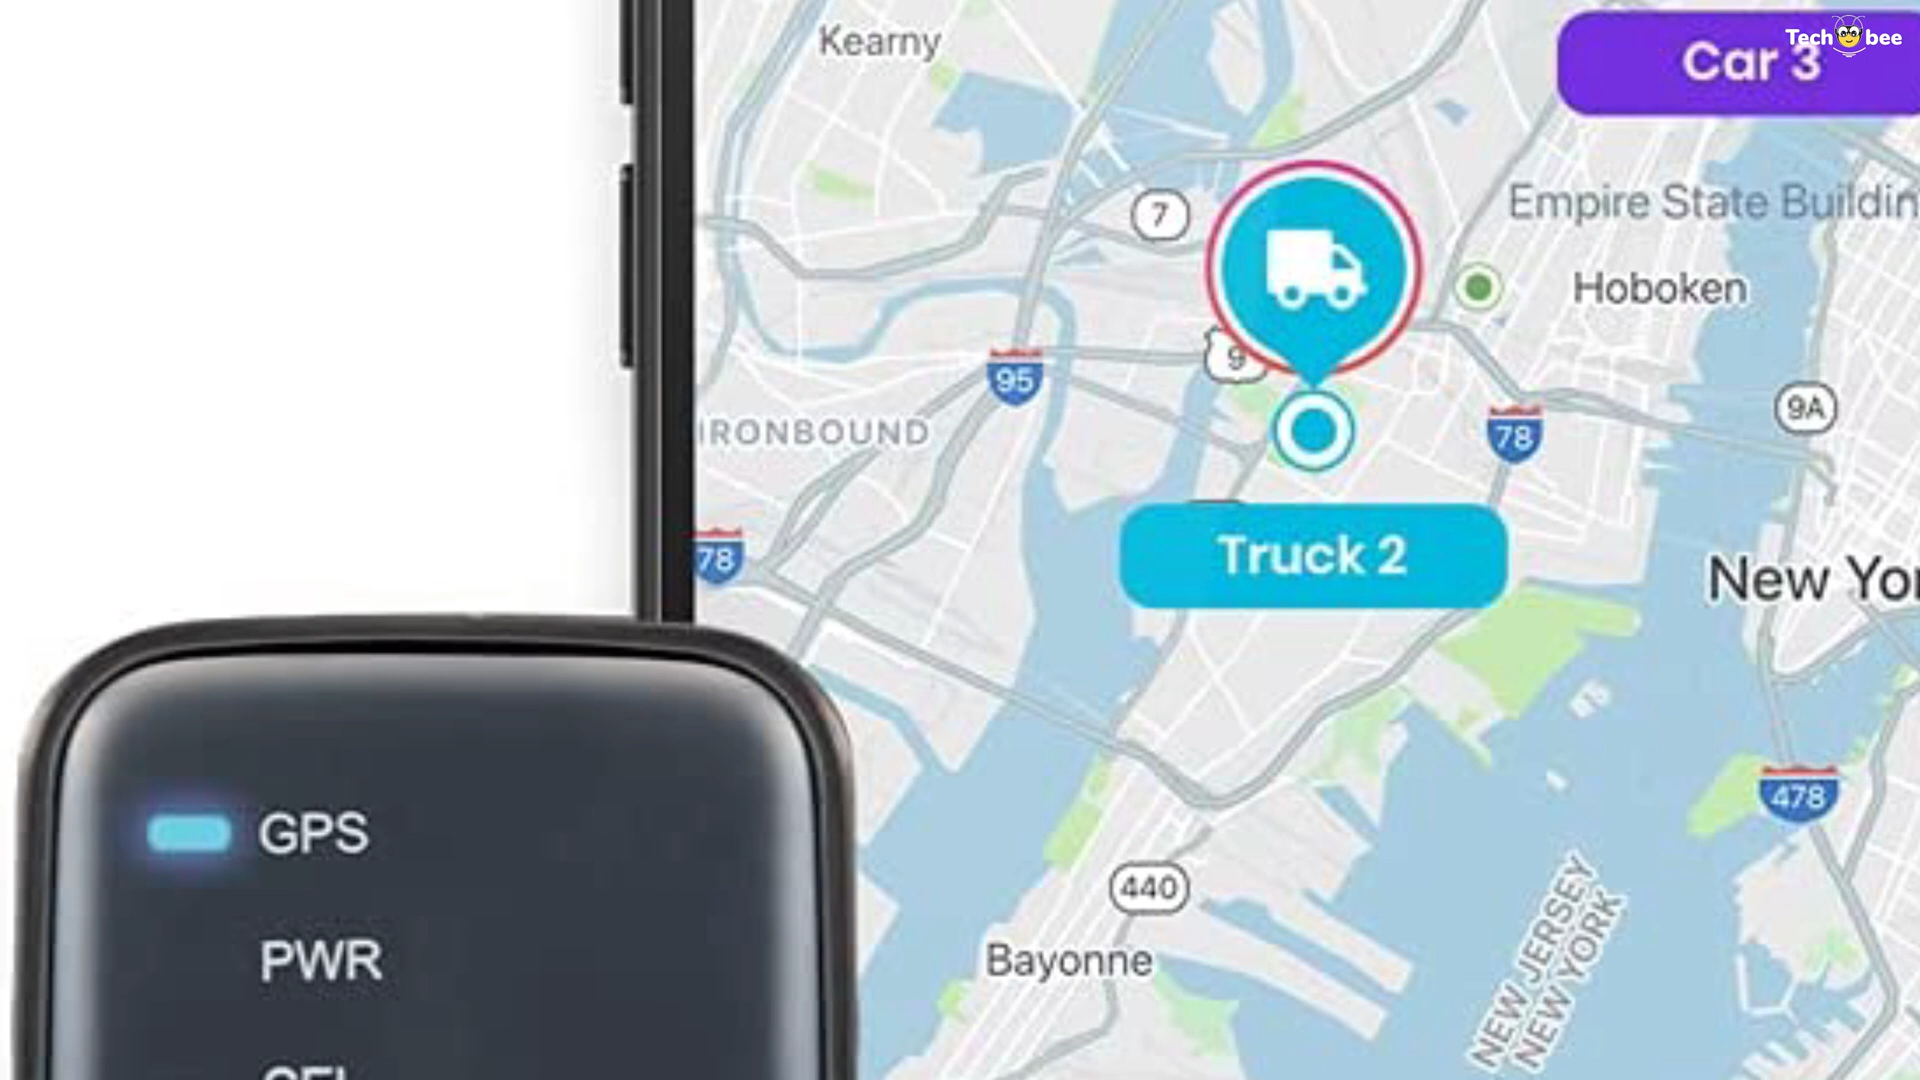 Kearny
Tech bee
Car 3
7
Empire State Buildin
Hoboken
9
95
9A
IRONBOUND
78
78
Truck 2
New Yor
GPS
478
440
PWR
Bayonne
NEW JERSEY
NEW YORK